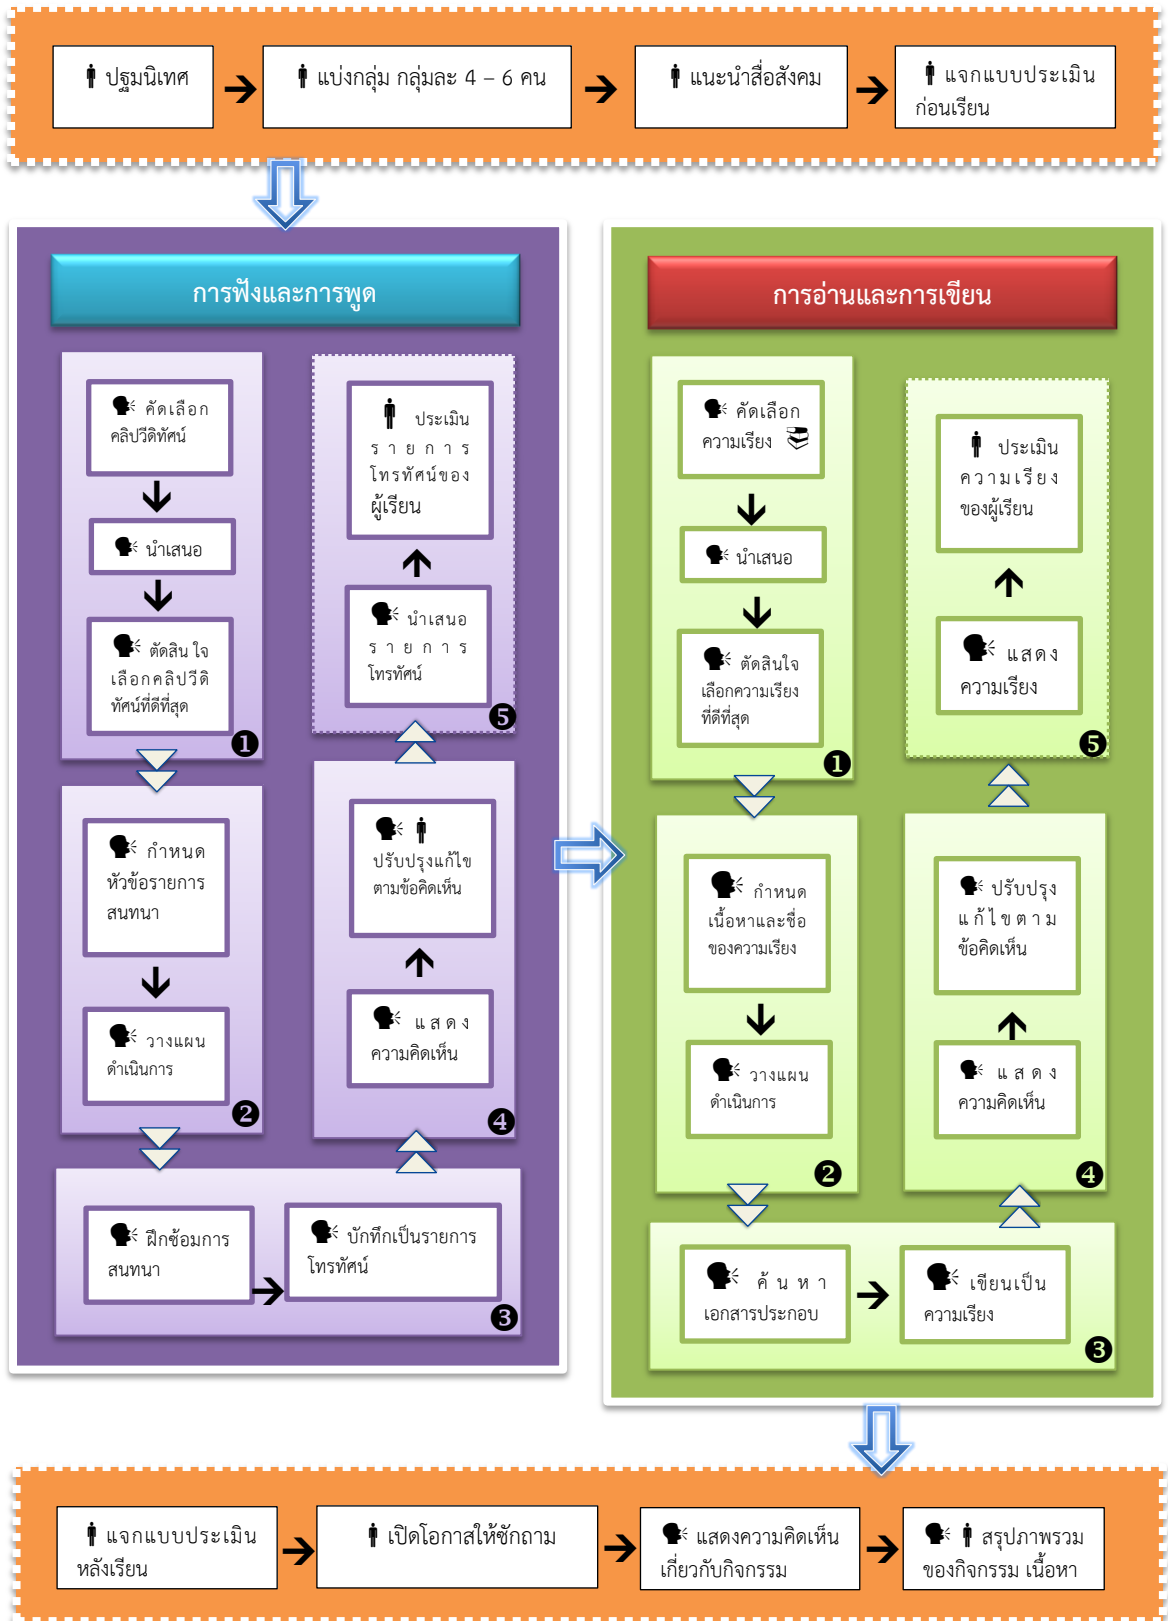 ปฐมนิเทศ
แบ่งกลุ่ม กลุ่มละ 4 – 6 คน
แนะนำสื่อสังคม
แจกแบบประเมิน
ก่อนเรียน
การฟังและการพูด
คัดเลือก
คลิปวีดิทัศน์
นำเสนอ
ตัดสินใจ
เลือกคลิปวีดิ
ทัศน์ที่ดีที่สุด
❶
กำหนด
หัวข้อรายการ
สนทนา
วางแผน
ดำเนินการ
❷
ฝึกซ้อมการ
สนทนา
บักทึกเป็นรายการ
โทรทัศน์
❸
แสดง
ความคิดเห็น
ปรับปรุงแก้ไข
ตามข้อคิดเห็น
❹
นำเสนอ
รายการ
โทรทัศน์
ประเมิน
รายการ
โทรทัศน์ของ
ผู้เรียน
❺
การอ่านและการเขียน
คัดเลือก
ความเรียง
นำเสนอ
ตัดสินใจ
เลือกความเรียง
ที่ดีที่สุด
❶
กำหนด
เนื้อหาและชื่อ
ของความเรียง
วางแผน
ดำเนินการ
❷
ค้นหา
เอกสารประกอบ
เขียนเป็น
ความเรียง
❸
แสดง
ความคิดเห็น
ปรับปรุง
แก้ไขตาม
ข้อคิดเห็น
❹
แสดง
ความเรียง
ประเมิน
ความเรียง
ของผู้เรียน
❺
แจกแบบประเมิน
หลังเรียน
เปิดโอกาสให้ซักถาม
แสดงความคิดเห็น
เกี่ยวกับกิจกรรม
สรุปภาพรวม
ของกิจกรรม เนื้อหา